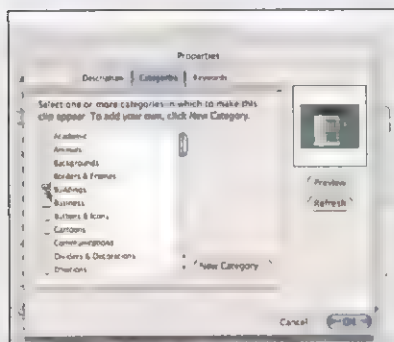 Properties
Description Categories Keywords
Select one or more categories in which to make this
clip appear. To add your own, click New Category.
Academic
Animals
Backgrounds
Borders & Frames
Buildings
Business
Buttons & Icons
Cartoons
Communications
Dividers & Decorations
Emotions
New Category
Preview
Refresh
Cancel OK